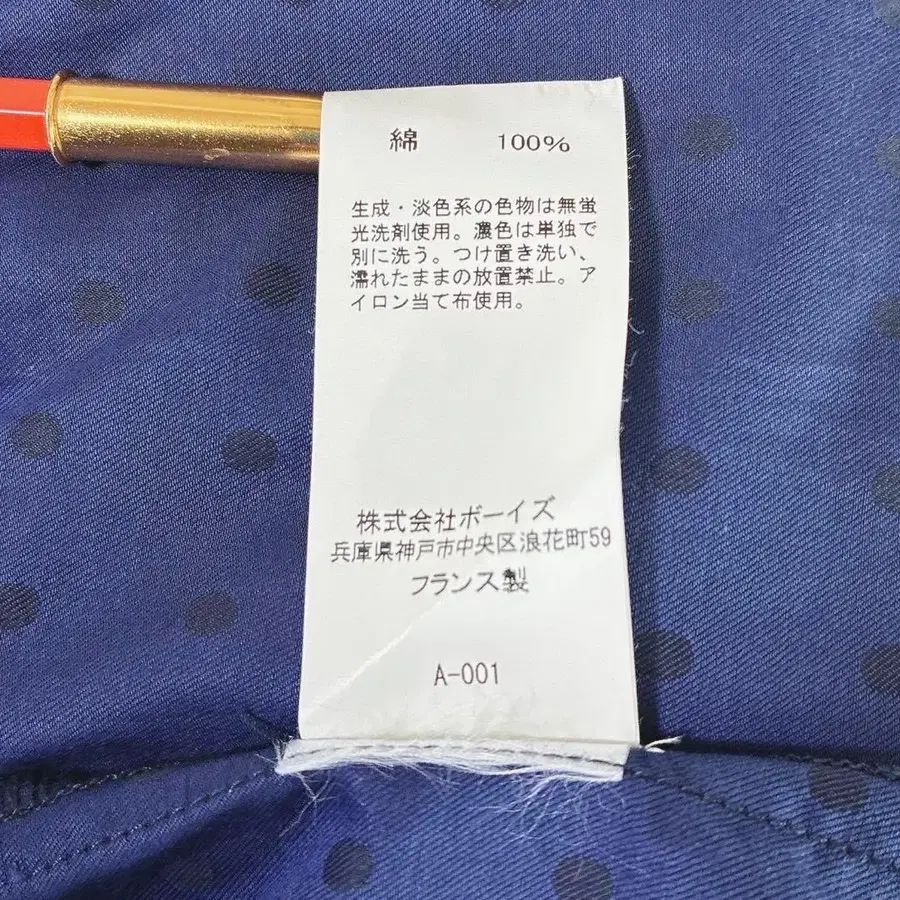 綿 100%
生成・淡色系の色物は無蛍
光洗剤使用。濃色は単独で
別に洗う。つけ置き洗い、
濡れたままの放置禁止。ア
イロン当て布使用。
株式会社ボーイズ
兵庫県神戸市中央区浪花町59
フランス製
A-001